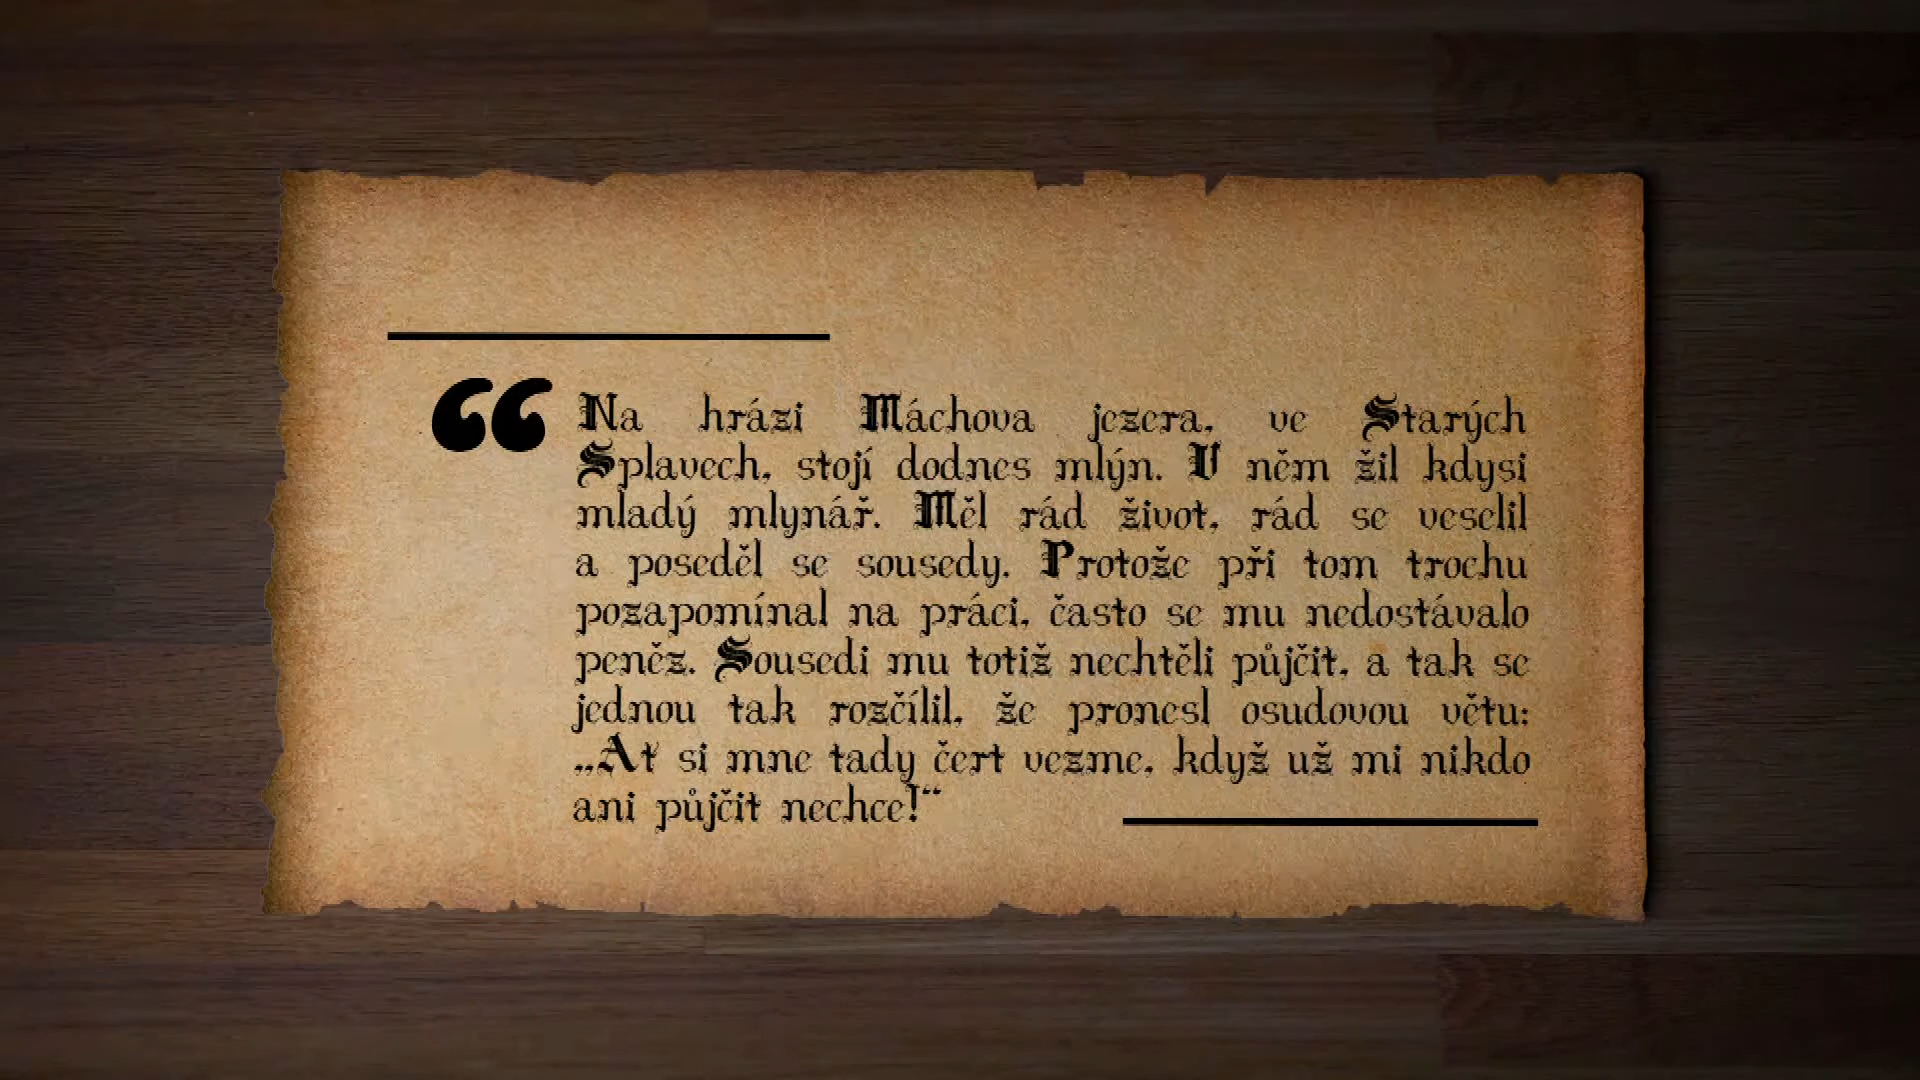 “ Na hrázi Máchova jezera, ve Starých
Splavech, stojí dodnes mlýn. V něm žil kdysi
mladý mlynář. Měl rád život, rád se veselil
a poseděl se sousedy. Protože při tom trochu
pozapomínal na práci, často se mu nedostávalo
peněz. Sousedi mu totiž nechtěli půjčit, a tak se
jednou tak rozčílil, že pronesl osudovou větu:
„Ať si mne tady čert vezme, když už mi nikdo
ani půjčit nechce!“